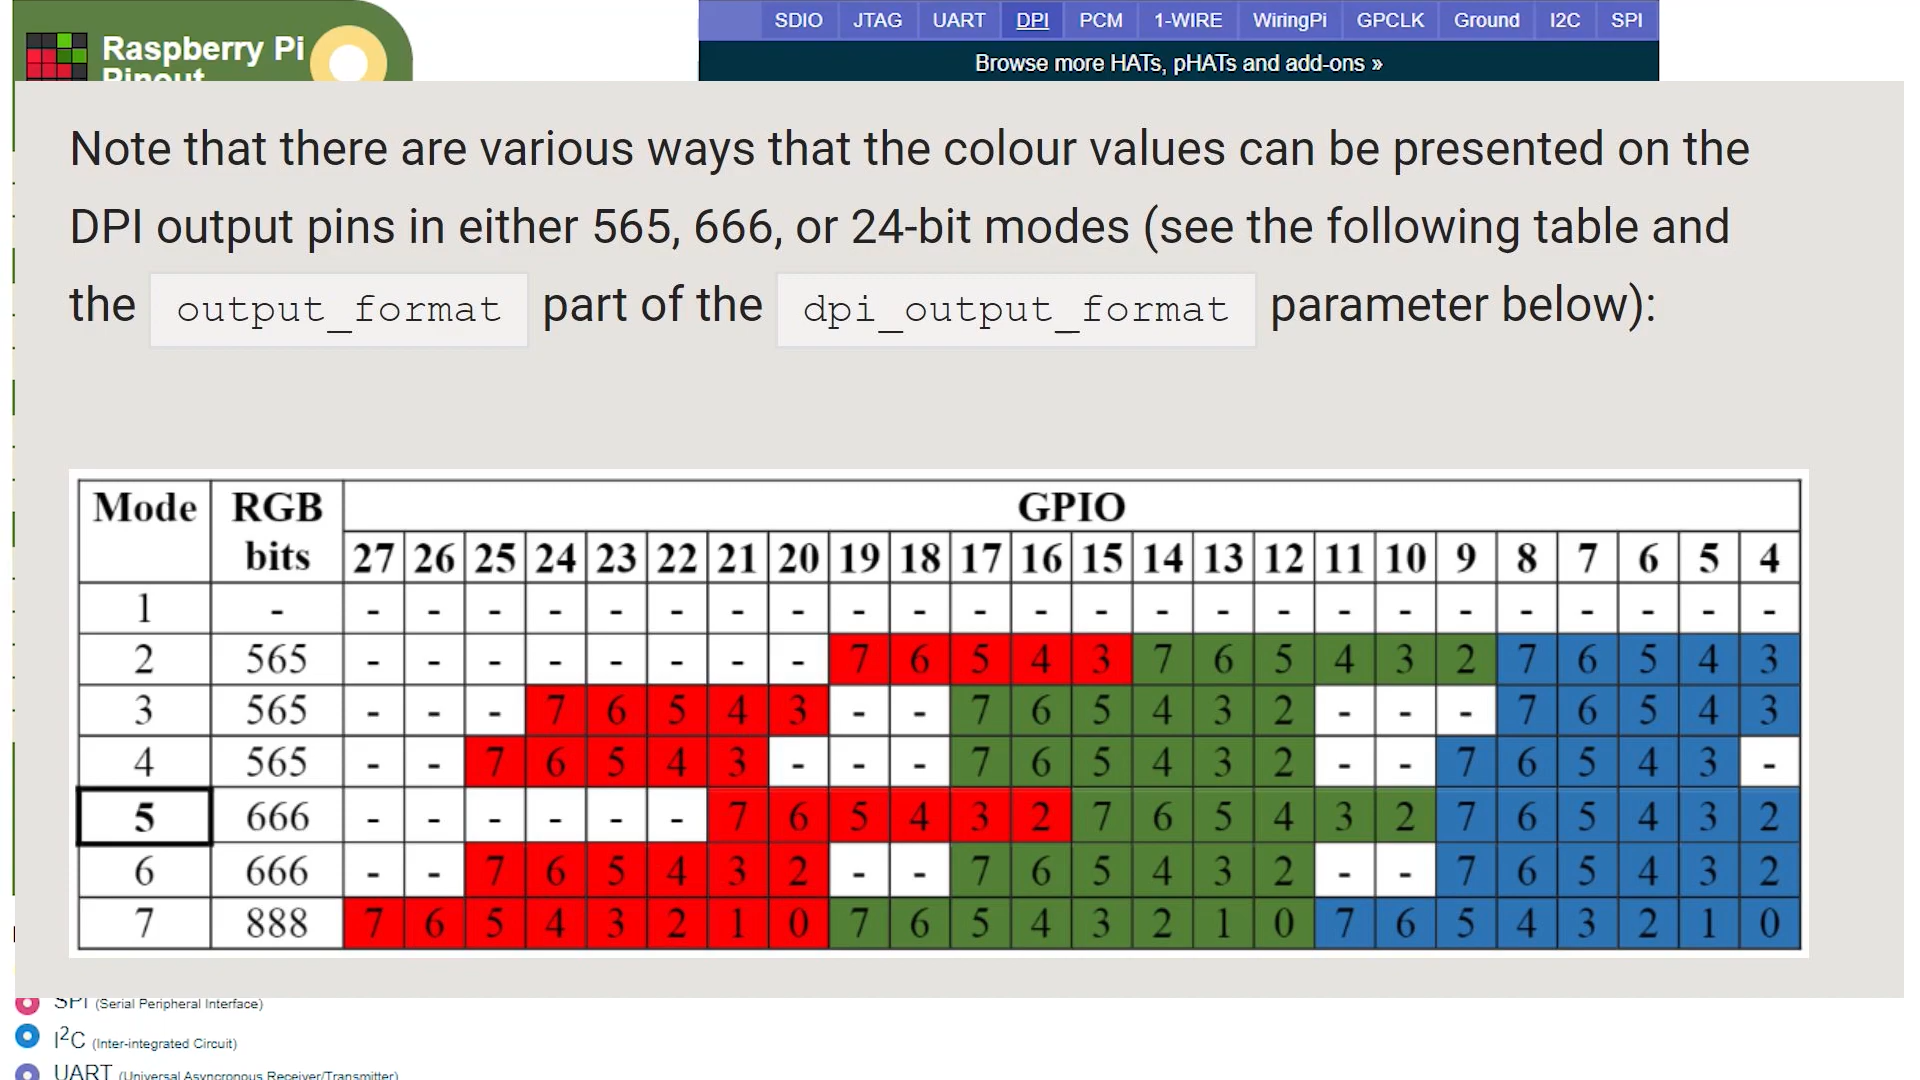 Raspberry Pi
Pinout
SDIO JTAG UART DPI PCM 1-WIRE WiringPi GPCLK Ground I2C SPI
Browse more HATs, pHATs and add-ons »
Note that there are various ways that the colour values can be presented on the
DPI output pins in either 565, 666, or 24-bit modes (see the following table and
the output_format part of the dpi_output_format parameter below):
Mode RGB bits GPIO
27 26 25 24 23 22 21 20 19 18 17 16 15 14 13 12 11 10 9 8 7 6 5 4
1 - - - - - - - - - - - - - - - - - - - - - - - - -
2 565 - - - - - - - - 7 6 5 4 3 7 6 5 4 3 2 7 6 5 4 3
3 565 - - - 7 6 5 4 3 - - 7 6 5 4 3 2 - - - 7 6 5 4 3
4 565 - - 7 6 5 4 3 - - - 7 6 5 4 3 2 - - 7 6 5 4 3 -
5 666 - - - - - - 7 6 5 4 3 2 7 6 5 4 3 2 7 6 5 4 3 2
6 666 - - 7 6 5 4 3 2 - - 7 6 5 4 3 2 - - 7 6 5 4 3 2
7 888 7 6 5 4 3 2 1 0 7 6 5 4 3 2 1 0 7 6 5 4 3 2 1 0
SPI (Serial Peripheral Interface)
I²C (Inter-integrated Circuit)
UART (Universal Asyncronous Receiver/Transmitter)